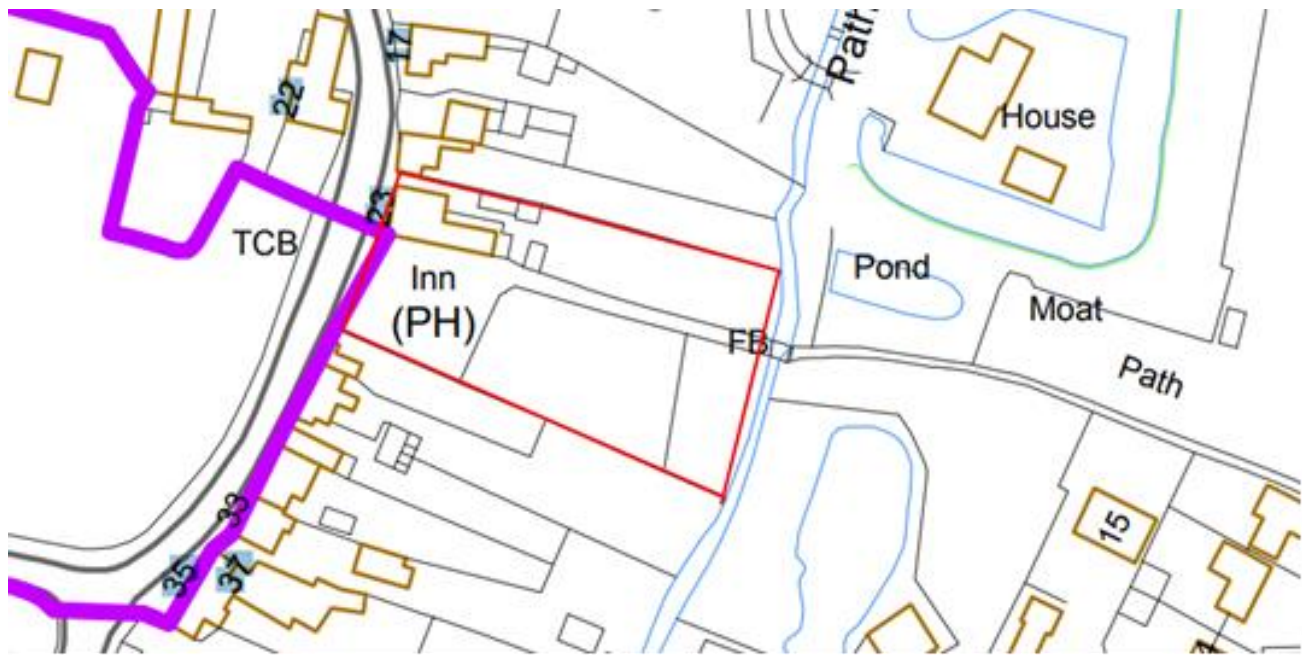 17
Path
22
House
23
TCB
Inn
(PH)
Pond
Moat
FB
Path
33
15
35
37